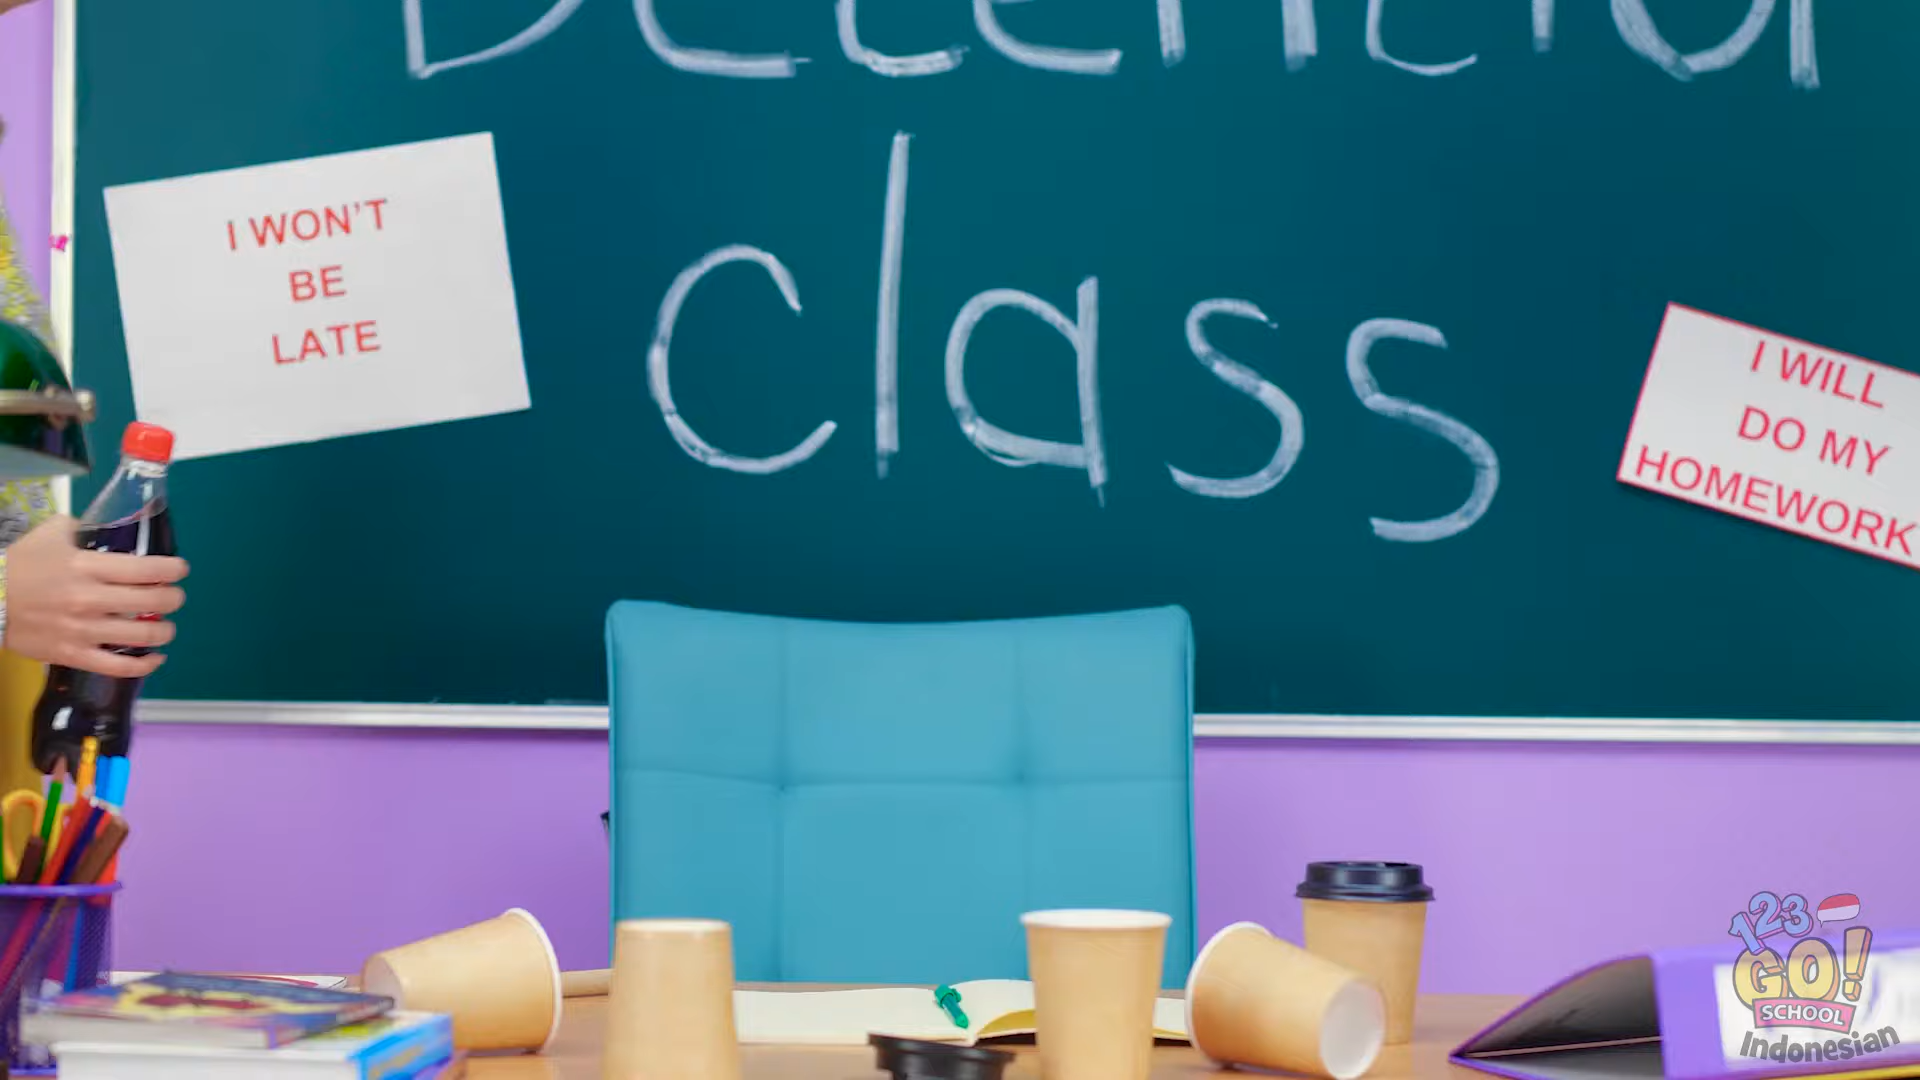 class
I WON'T
BE
LATE
I WILL
DO MY
HOMEWORK
123
GO!
SCHOOL
Indonesian